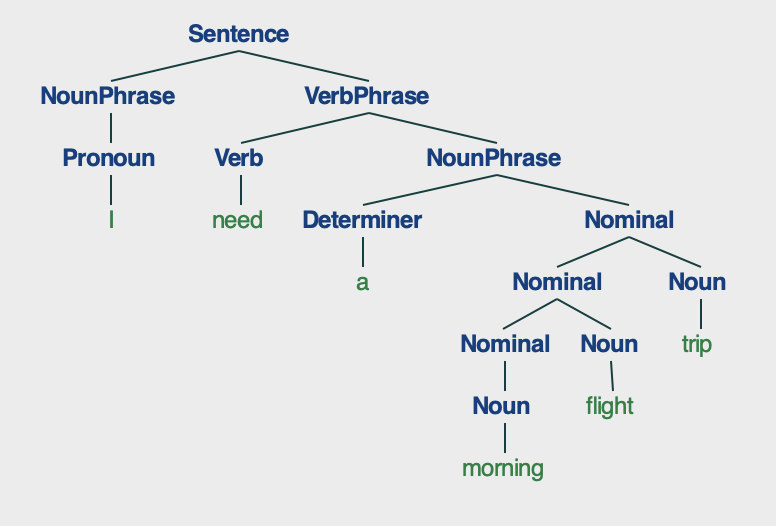 Sentence
NounPhrase VerbPhrase
Pronoun Verb NounPhrase
I need Determiner Nominal
a Nominal Noun
Nominal Noun trip
Noun flight
morning